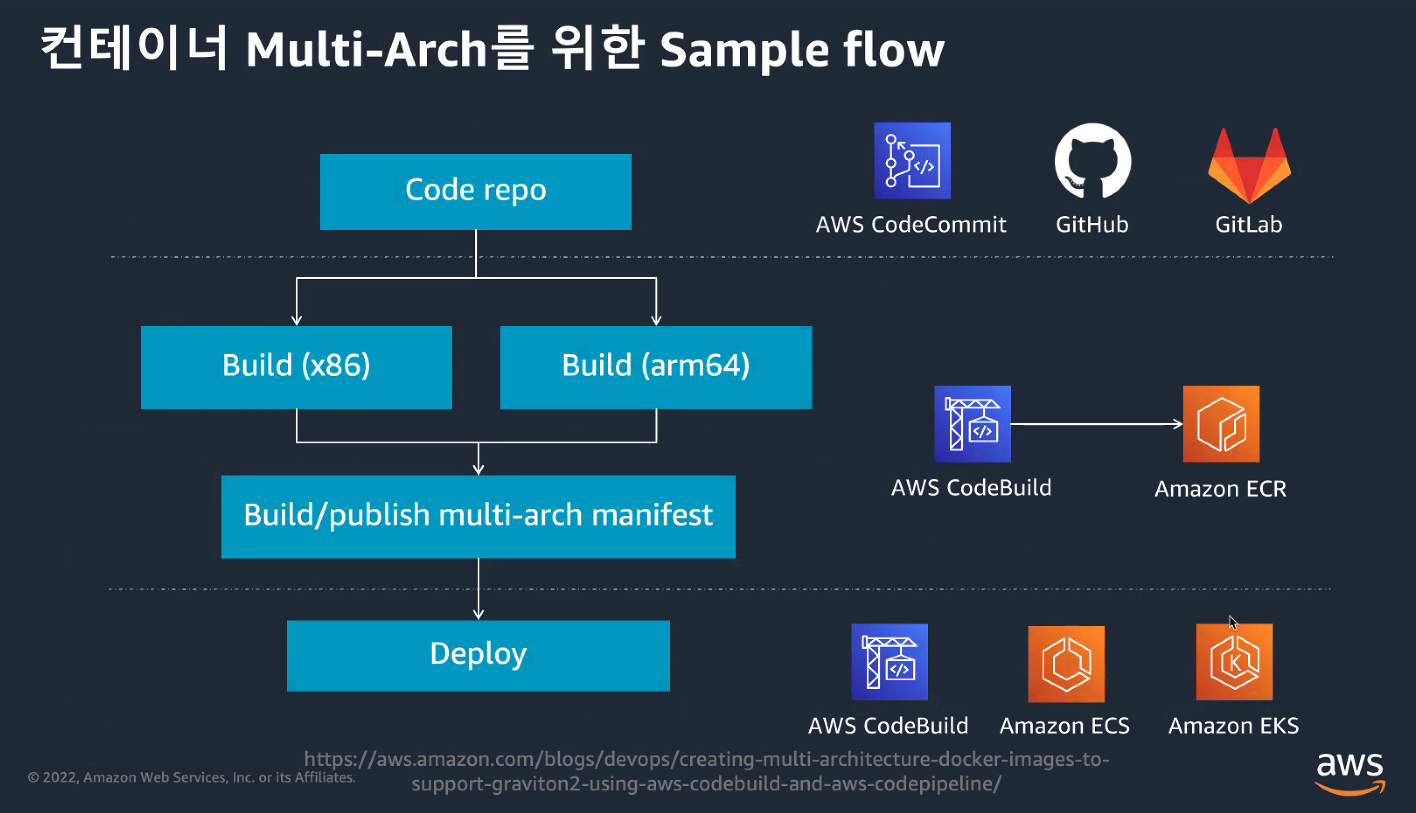 컨테이너 Multi-Arch를 위한 Sample flow
Code repo
AWS CodeCommit
GitHub
GitLab
Build (x86)
Build (arm64)
AWS CodeBuild
Amazon ECR
Build/publish multi-arch manifest
Deploy
K
AWS CodeBuild
Amazon ECS
Amazon EKS
https://aws.amazon.com/blogs/devops/creating-multi-architecture-docker-images-to-
support-graviton2-using-aws-codebuild-and-aws-codepipeline/
© 2022, Amazon Web Services, Inc. or its Affiliates.
aws